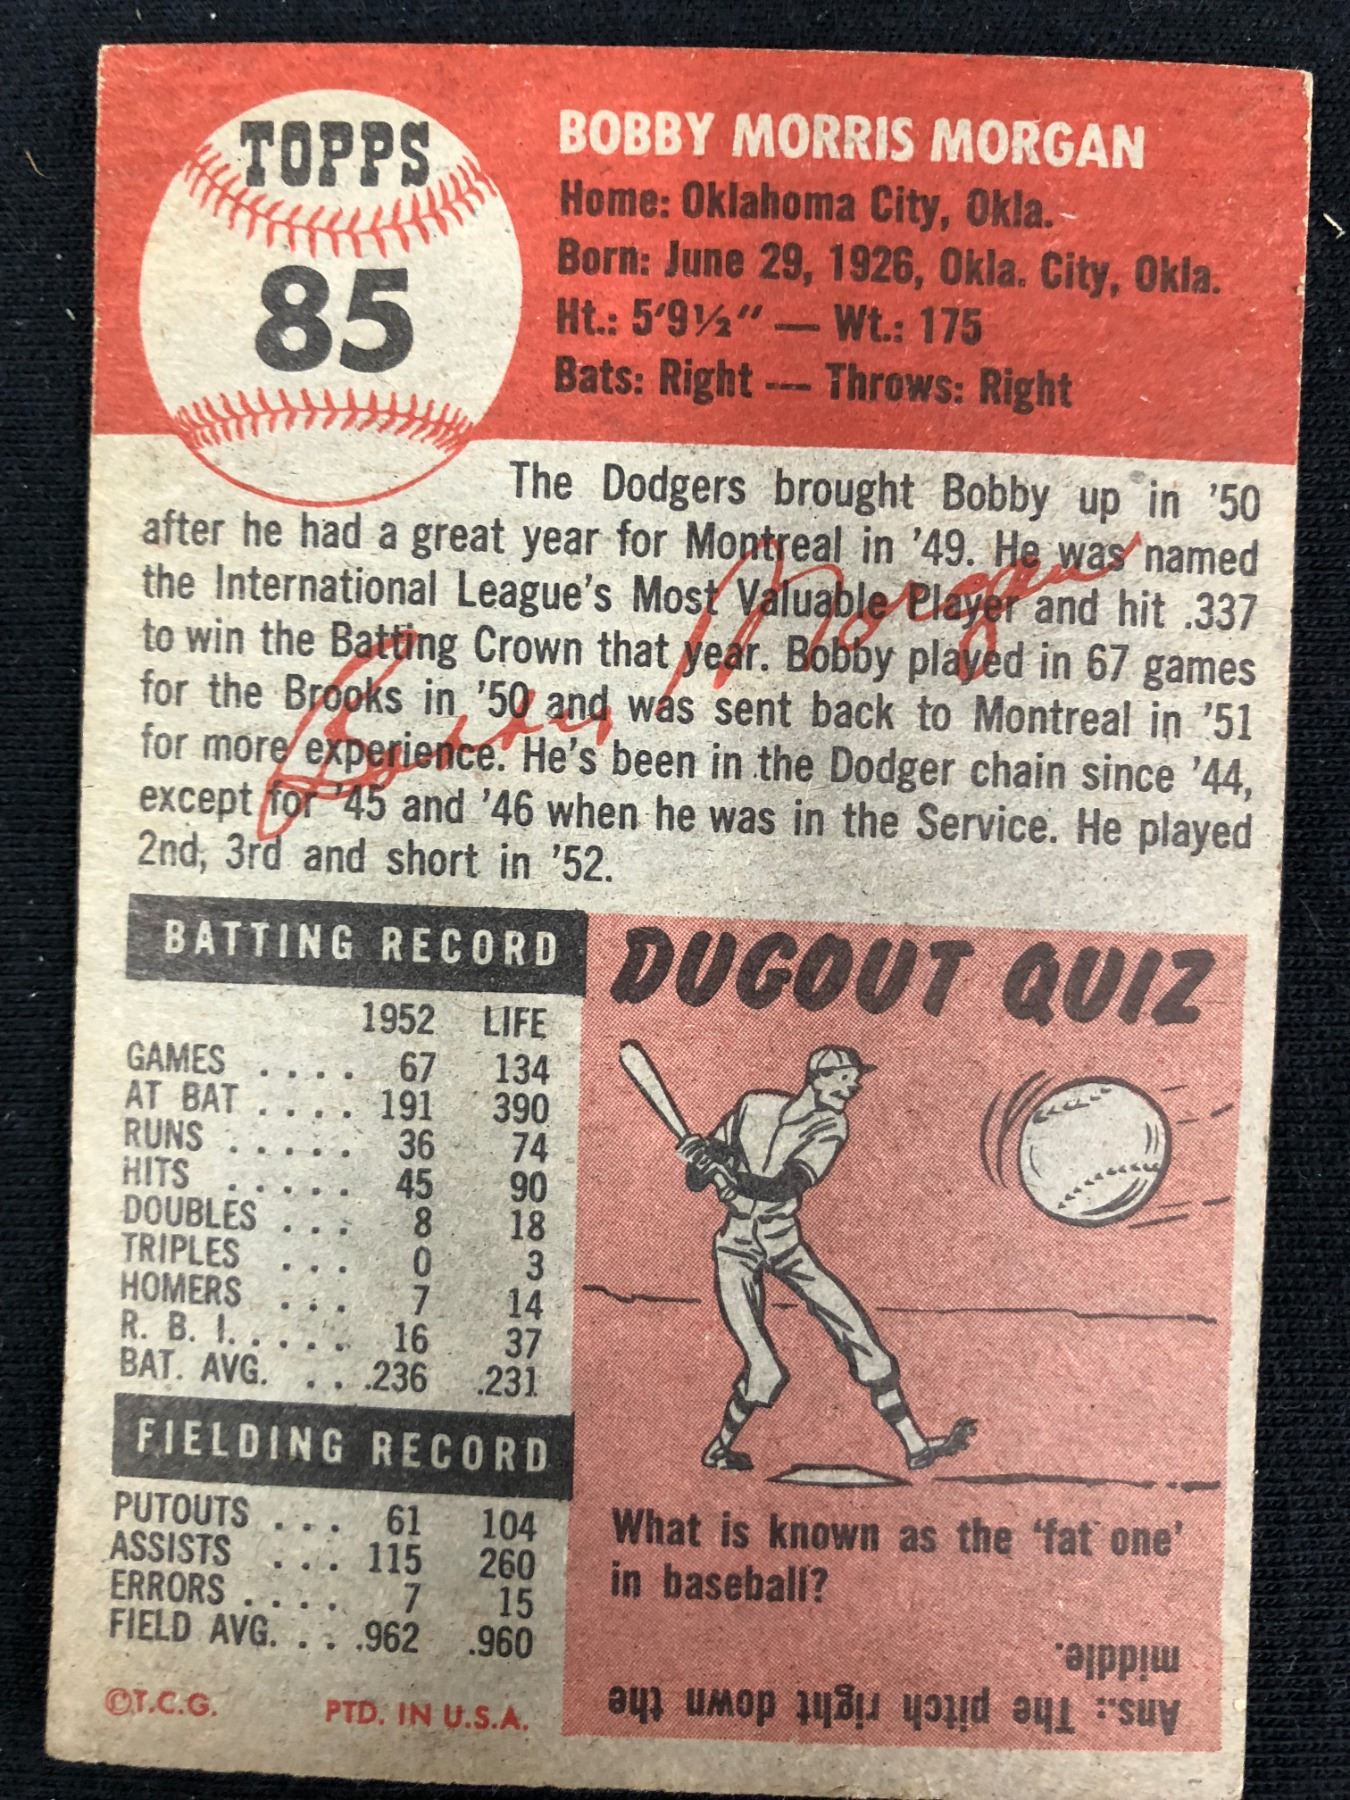 TOPPS
85
BOBBY MORRIS MORGAN
Home: Oklahoma City, Okla.
Born: June 29, 1926, Okla. City, Okla.
Ht.: 5'9½" — Wt.: 175
Bats: Right — Throws: Right
The Dodgers brought Bobby up in '50
after he had a great year for Montreal in '49. He was named
the International League's Most Valuable Player and hit .337
to win the Batting Crown that year. Bobby played in 67 games
for the Brooks in '50 and was sent back to Montreal in '51
for more experience. He's been in the Dodger chain since '44,
except for '45 and '46 when he was in the Service. He played
2nd, 3rd and short in '52.
Bobby Morgan
BATTING RECORD
1952 LIFE
GAMES . . . . 67 134
AT BAT . . . . 191 390
RUNS . . . . . 36 74
HITS . . . . . 45 90
DOUBLES . . . 8 18
TRIPLES . . . 0 3
HOMERS . . . 7 14
R. B. I. . . . . . 16 37
BAT. AVG. . . . .236 .231
FIELDING RECORD
PUTOUTS . . . 61 104
ASSISTS . . . 115 260
ERRORS . . . . 7 15
FIELD AVG. . . . .962 .960
©T.C.G. PTD. IN U.S.A.
DUGOUT QUIZ
What is known as the 'fat one'
in baseball?
Ans.: The pitch right down the
middle.